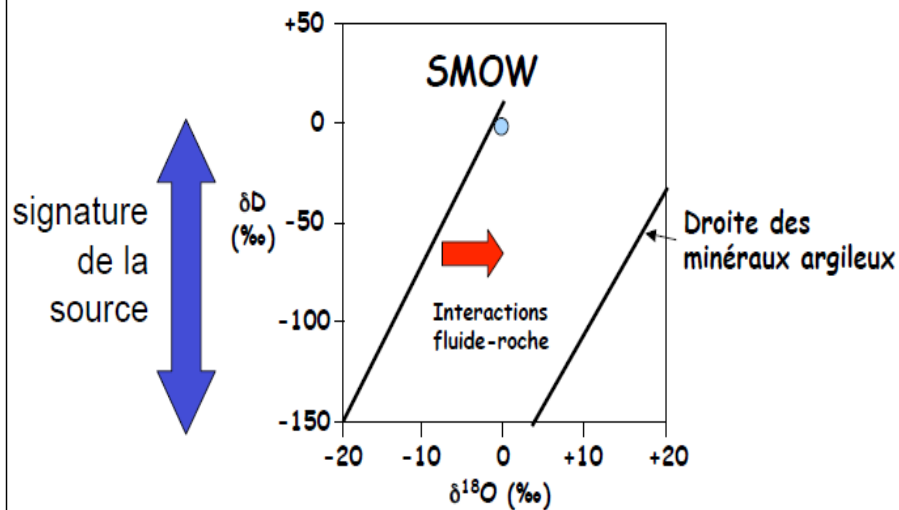 +50
SMOW
0
signature
de la
source
δD
(‰)
-50
Droite des
minéraux argileux
-100
Interactions
fluide-roche
-150
-20
-10
0
+10
+20
δ¹⁸O (‰)